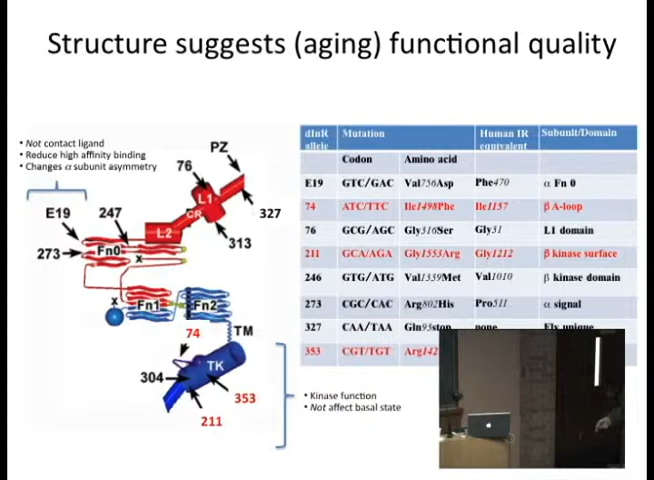 Structure suggests (aging) functional quality
• Not contact ligand
• Reduce high affinity binding
• Changes α subunit asymmetry
PZ
76
L1
CR
327
E19
247
L2
313
273
Fn0
x
x
Fn1
Fn2
74
TM
TK
304
353
211
• Kinase function
• Not affect basal state
dInR allele Mutation Human IR equivalent Subunit/Domain
Codon Amino acid
E19 GTC/GAC Val756Asp Phe470 α Fn 0
74 ATC/TTC Ile1498Phe Ile1157 β A-loop
76 GCG/AGC Gly316Ser Gly31 L1 domain
211 GCA/AGA Gly1553Arg Gly1212 β kinase surface
246 GTG/ATG Val1339Met Val1010 β kinase domain
273 CGC/CAC Arg802His Pro511 α signal
327 CAA/TAA Gln93stop none Fly unique
353 CGT/TGT Arg142